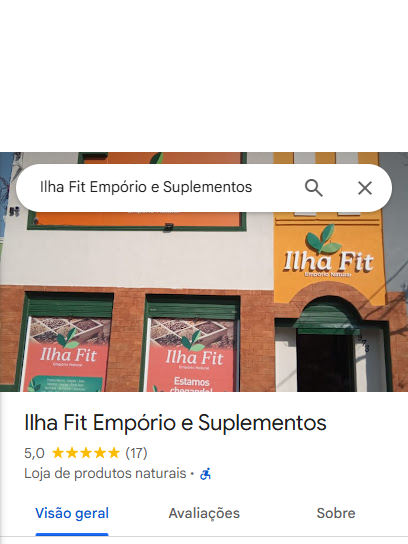 Ilha Fit Empório e Suplementos
Ilha Fit
Empório Natural
Ilha Fit
Empório Natural
Ilha Fit
Empório Natural
Estamos
chegando!
Ilha Fit Empório e Suplementos
5,0 ★★★★★ (17)
Loja de produtos naturais •
Visão geral
Avaliações
Sobre